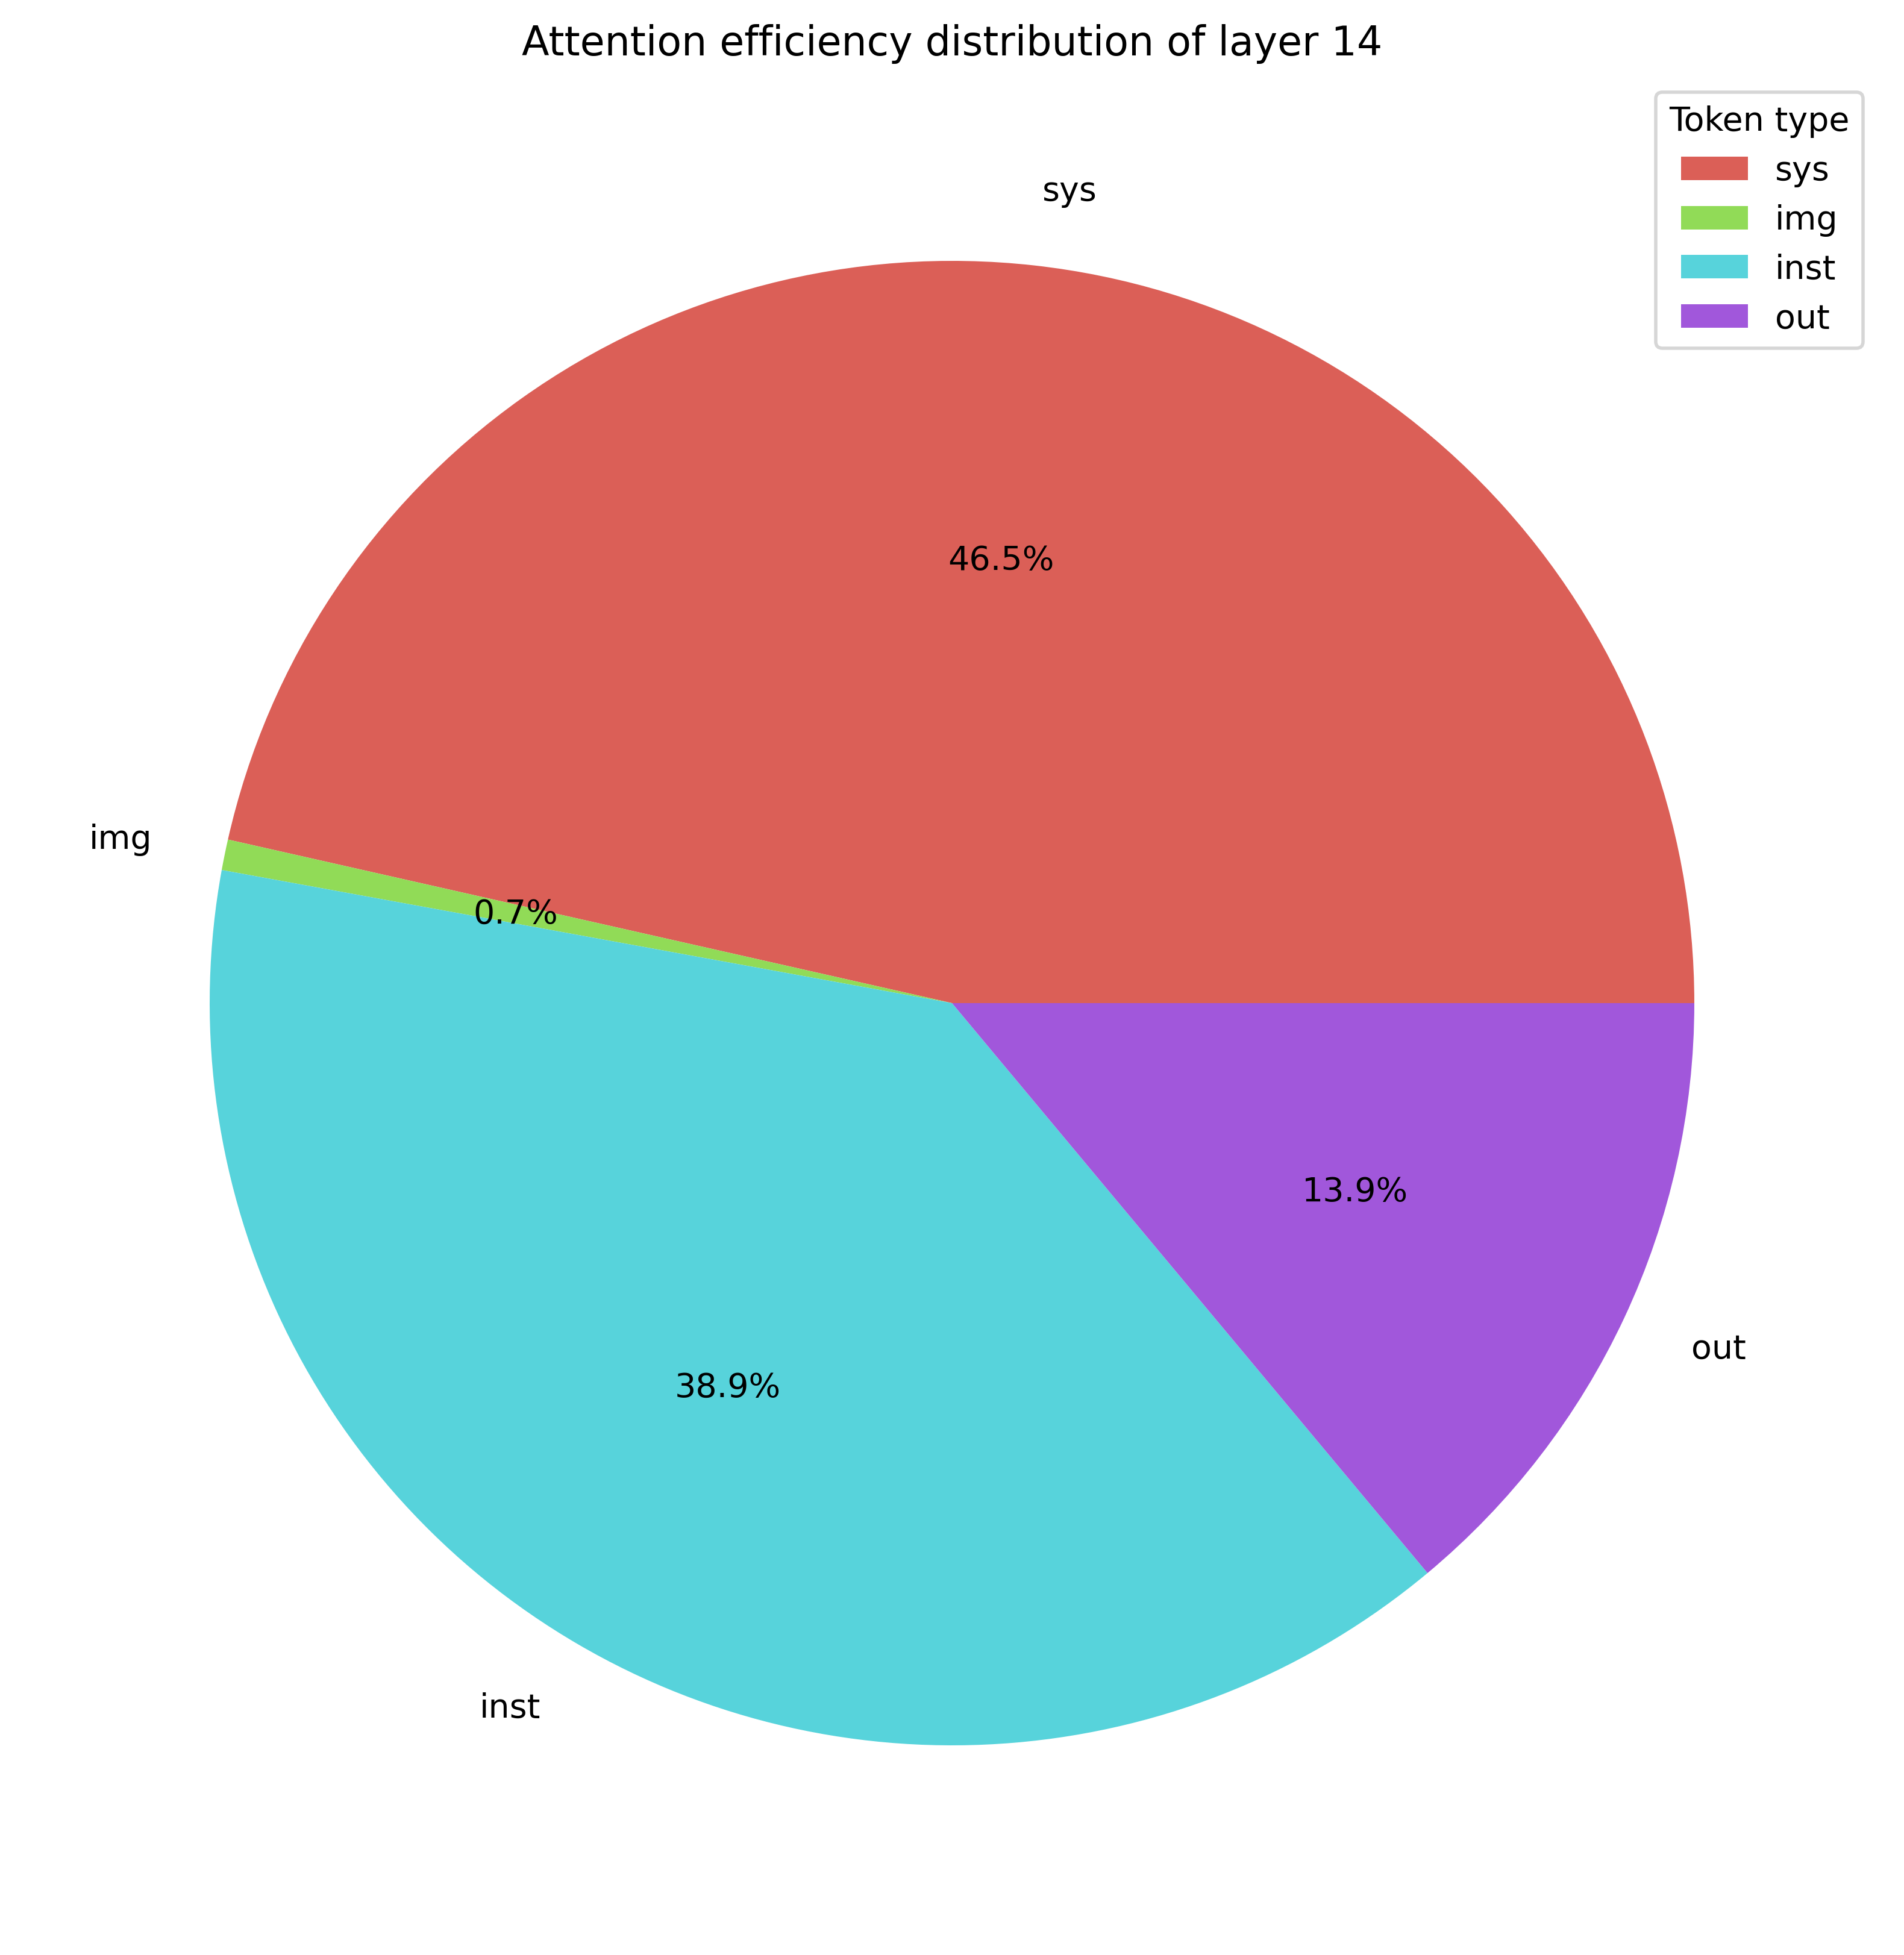 Attention efficiency distribution of layer 14
Token type
sys
img
inst
out
sys
46.5%
img
0.7%
13.9%
out
38.9%
inst